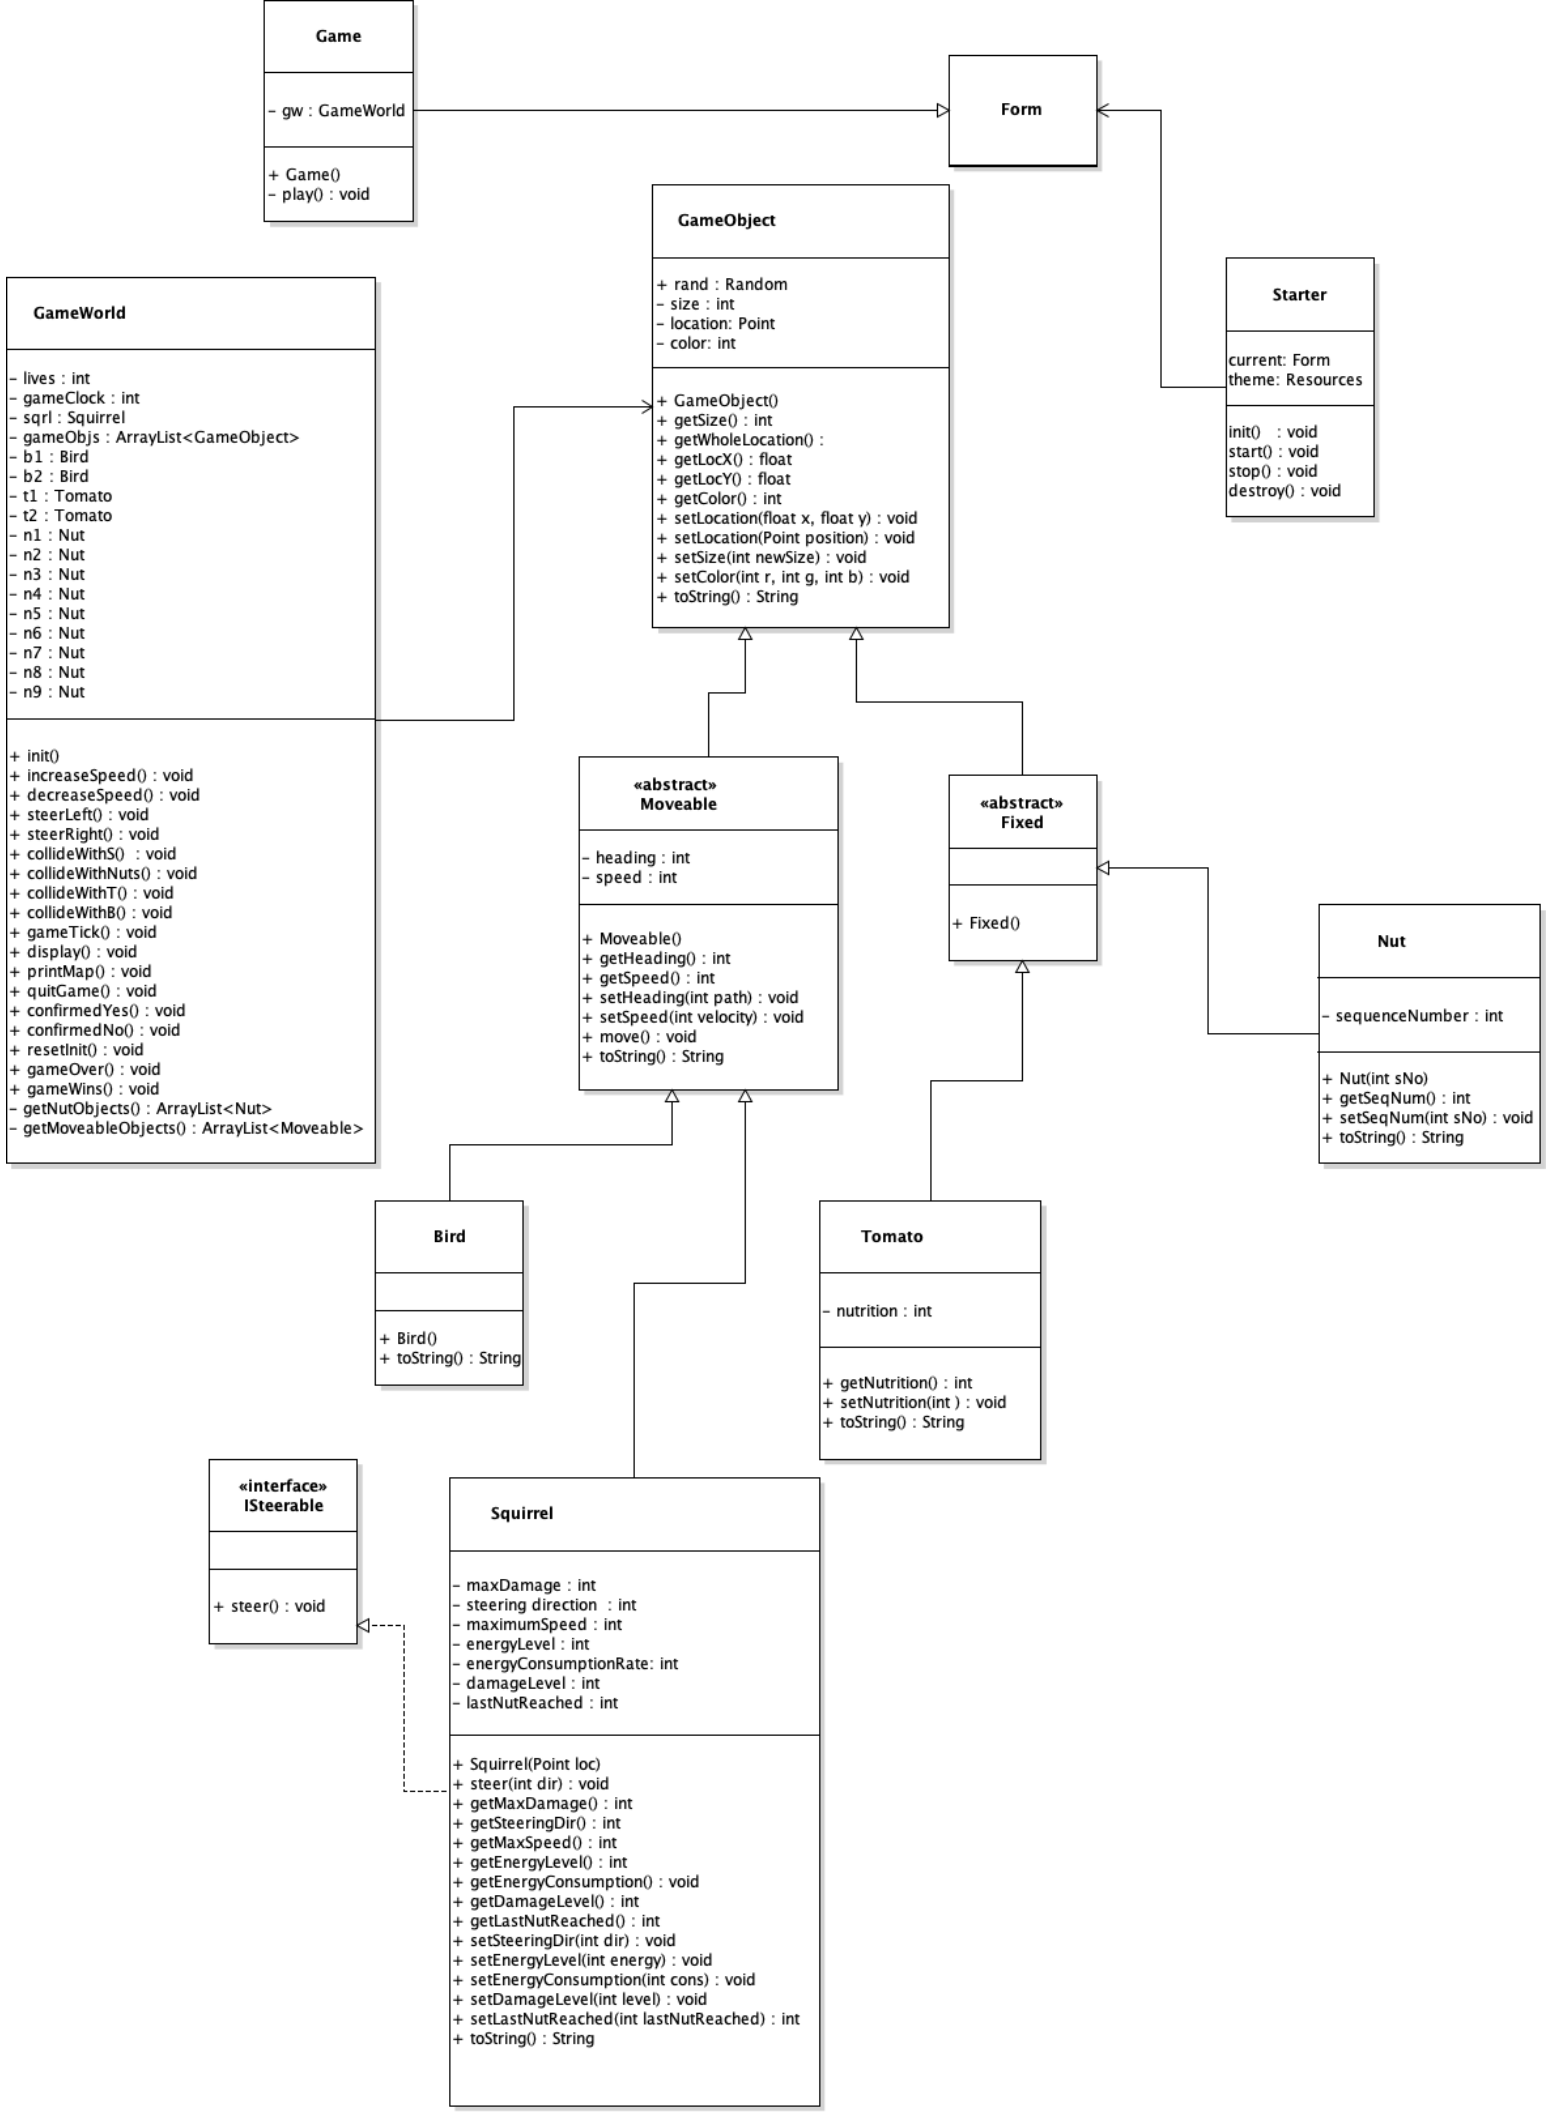 Game
- gw : GameWorld
+ Game()
- play() : void
Form
GameObject
+ rand : Random
- size : int
- location: Point
- color: int
+ GameObject()
+ getSize() : int
+ getWholeLocation() :
+ getLocX() : float
+ getLocY() : float
+ getColor() : int
+ setLocation(float x, float y) : void
+ setLocation(Point position) : void
+ setSize(int newSize) : void
+ setColor(int r, int g, int b) : void
+ toString() : String
Starter
current: Form
theme: Resources
init() : void
start() : void
stop() : void
destroy() : void
GameWorld
- lives : int
- gameClock : int
- sqrl : Squirrel
- gameObjs : ArrayList<GameObject>
- b1 : Bird
- b2 : Bird
- t1 : Tomato
- t2 : Tomato
- n1 : Nut
- n2 : Nut
- n3 : Nut
- n4 : Nut
- n5 : Nut
- n6 : Nut
- n7 : Nut
- n8 : Nut
- n9 : Nut
+ init()
+ increaseSpeed() : void
+ decreaseSpeed() : void
+ steerLeft() : void
+ steerRight() : void
+ collideWithS() : void
+ collideWithNuts() : void
+ collideWithT() : void
+ collideWithB() : void
+ gameTick() : void
+ display() : void
+ printMap() : void
+ quitGame() : void
+ confirmedYes() : void
+ confirmedNo() : void
+ resetInit() : void
+ gameOver() : void
+ gameWins() : void
- getNutObjects() : ArrayList<Nut>
- getMoveableObjects() : ArrayList<Moveable>
«abstract»
Moveable
- heading : int
- speed : int
+ Moveable()
+ getHeading() : int
+ getSpeed() : int
+ setHeading(int path) : void
+ setSpeed(int velocity) : void
+ move() : void
+ toString() : String
«abstract»
Fixed
+ Fixed()
Nut
- sequenceNumber : int
+ Nut(int sNo)
+ getSeqNum() : int
+ setSeqNum(int sNo) : void
+ toString() : String
Bird
+ Bird()
+ toString() : String
Tomato
- nutrition : int
+ getNutrition() : int
+ setNutrition(int ) : void
+ toString() : String
«interface»
ISteerable
+ steer() : void
Squirrel
- maxDamage : int
- steering direction : int
- maximumSpeed : int
- energyLevel : int
- energyConsumptionRate: int
- damageLevel : int
- lastNutReached : int
+ Squirrel(Point loc)
+ steer(int dir) : void
+ getMaxDamage() : int
+ getSteeringDir() : int
+ getMaxSpeed() : int
+ getEnergyLevel() : int
+ getEnergyConsumption() : void
+ getDamageLevel() : int
+ getLastNutReached() : int
+ setSteeringDir(int dir) : void
+ setEnergyLevel(int energy) : void
+ setEnergyConsumption(int cons) : void
+ setDamageLevel(int level) : void
+ setLastNutReached(int lastNutReached) : int
+ toString() : String